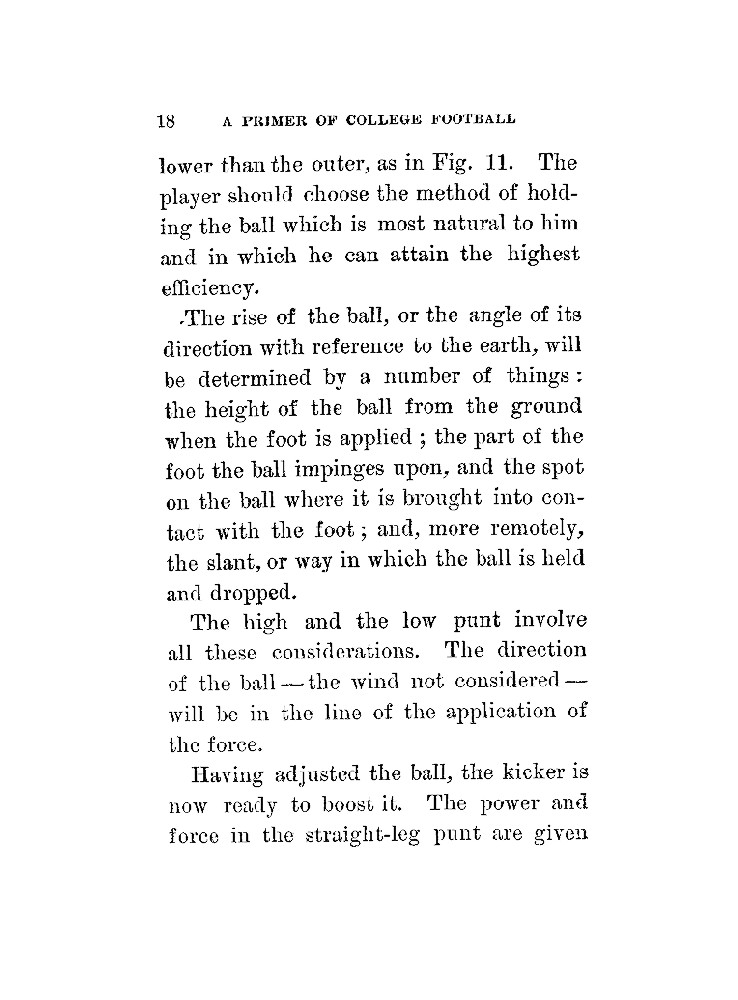 18 A PRIMER OF COLLEGE FOOTBALL
lower than the outer, as in Fig. 11. The
player should choose the method of hold-
ing the ball which is most natural to him
and in which he can attain the highest
efficiency.
The rise of the ball, or the angle of its
direction with reference to the earth, will
be determined by a number of things :
the height of the ball from the ground
when the foot is applied ; the part of the
foot the ball impinges upon, and the spot
on the ball where it is brought into con-
tact with the foot ; and, more remotely,
the slant, or way in which the ball is held
and dropped.
The high and the low punt involve
all these considerations. The direction
of the ball — the wind not considered —
will be in the line of the application of
the force.
Having adjusted the ball, the kicker is
now ready to boost it. The power and
force in the straight-leg punt are given